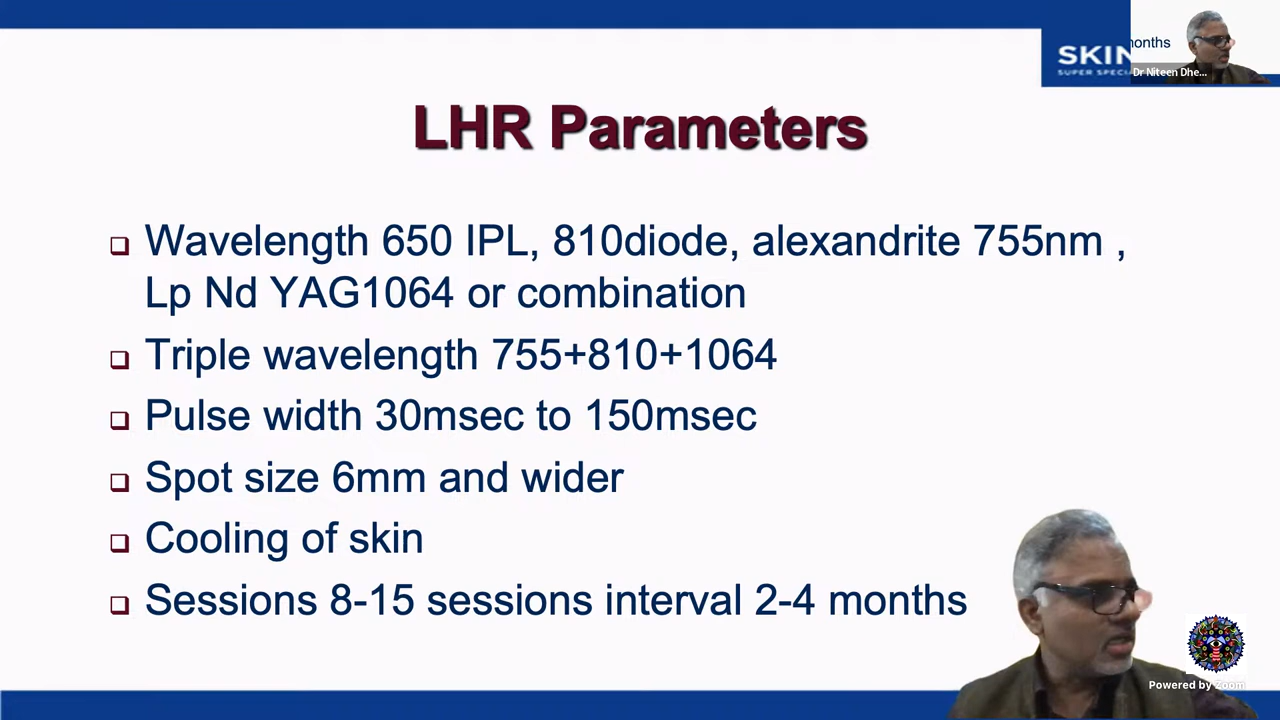 onths
SKIN
SUPER SPECI
Dr Niteen Dhe...
LHR Parameters
Wavelength 650 IPL, 810diode, alexandrite 755nm ,
Lp Nd YAG1064 or combination
Triple wavelength 755+810+1064
Pulse width 30msec to 150msec
Spot size 6mm and wider
Cooling of skin
Sessions 8-15 sessions interval 2-4 months
Powered by Zoom